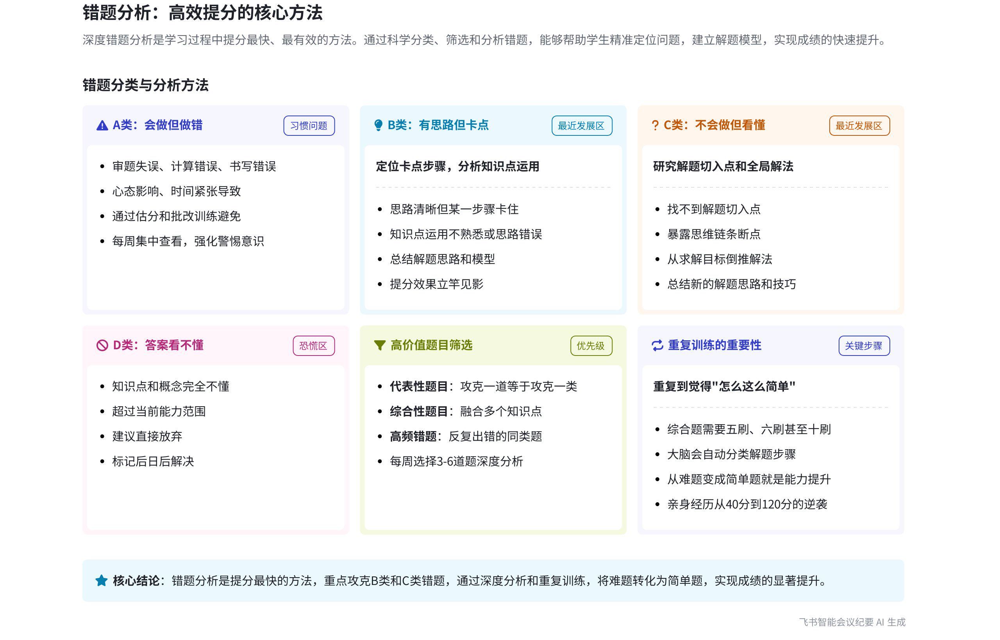 错题分析：高效提分的核心方法
深度错题分析是学习过程中提分最快、最有效的方法。通过科学分类、筛选和分析错题，能够帮助学生精准定位问题，建立解题模型，实现成绩的快速提升。
错题分类与分析方法
A类：会做但做错
习惯问题
审题失误、计算错误、书写错误
心态影响、时间紧张导致
通过估分和批改训练避免
每周集中查看，强化警惕意识
B类：有思路但卡点
最近发展区
定位卡点步骤，分析知识点运用
思路清晰但某一步骤卡住
知识点运用不熟悉或思路错误
总结解题思路和模型
提分效果立竿见影
C类：不会做但看懂
最近发展区
研究解题切入点和全局解法
找不到解题切入点
暴露思维链条断点
从求解目标倒推解法
总结新的解题思路和技巧
D类：答案看不懂
恐慌区
知识点和概念完全不懂
超过当前能力范围
建议直接放弃
标记后日后解决
高价值题目筛选
优先级
代表性题目：攻克一道等于攻克一类
综合性题目：融合多个知识点
高频错题：反复出错的同类题
每周选择3-6道题深度分析
重复训练的重要性
关键步骤
重复到觉得"怎么这么简单"
综合题需要五刷、六刷甚至十刷
大脑会自动分类解题步骤
从难题变成简单题就是能力提升
亲身经历从40分到120分的逆袭
核心结论：错题分析是提分最快的方法，重点攻克B类和C类错题，通过深度分析和重复训练，将难题转化为简单题，实现成绩的显著提升。
飞书智能会议纪要 AI 生成